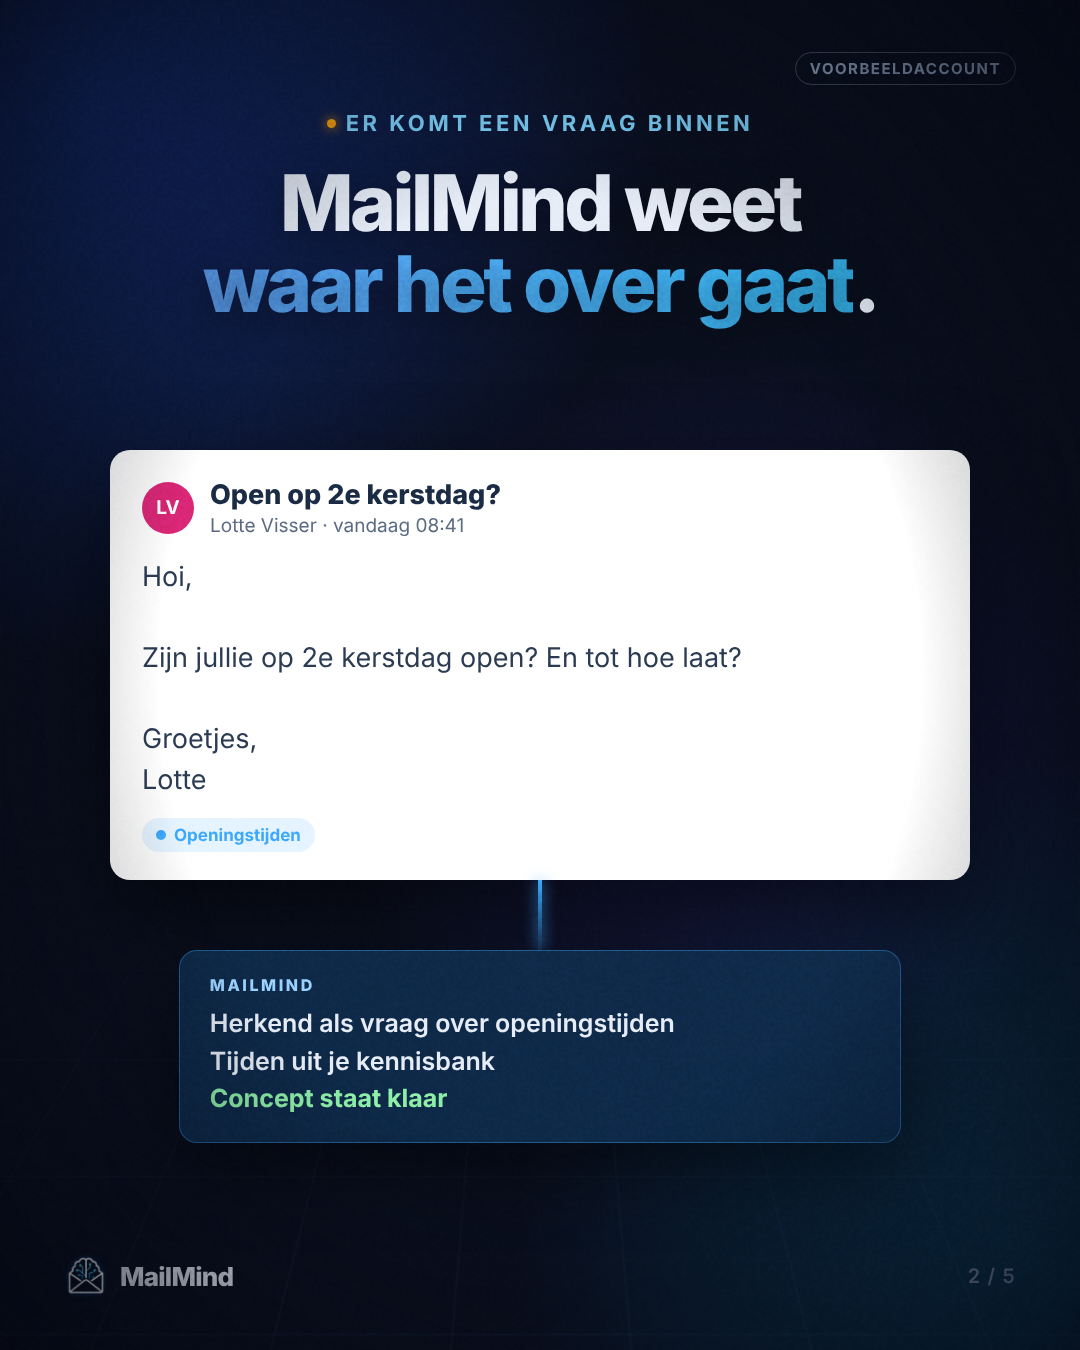 VOORBEELDACCOUNT
ER KOMT EEN VRAAG BINNEN
MailMind weet
waar het over gaat.
LV
Open op 2e kerstdag?
Lotte Visser · vandaag 08:41
Hoi,
Zijn jullie op 2e kerstdag open? En tot hoe laat?
Groetjes,
Lotte
Openingstijden
MAILMIND
Herkend als vraag over openingstijden
Tijden uit je kennisbank
Concept staat klaar
MailMind
2 / 5